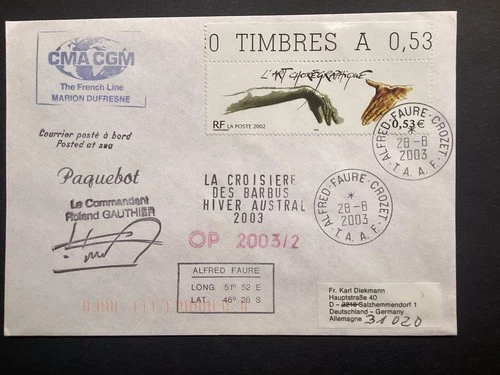 CMA CGM
The French Line
MARION DUFRESNE
0 TIMBRES A 0,53
L'ART CHORÉGRAPHIQUE
RF LA POSTE 2002
0,53€
ALFRED-FAURE-CROZET
28-8
2003
T.A.A.F.
ALFRED-FAURE-CROZET
28-8
2003
T.A.A.F.
Courrier posté à bord
Posted at sea
Paquebot
Le Commandant
Roland GAUTHIER
LA CROISIERE
DES BARBUS
HIVER AUSTRAL
2003
OP 2003/2
ALFRED FAURE
LONG. 51° 52 E
LAT. 46° 26 S
Fr. Karl Diekmann
Hauptstraße 40
D - 3216 Salzhemmendorf 1
Deutschland - Germany
Allemagne 31020